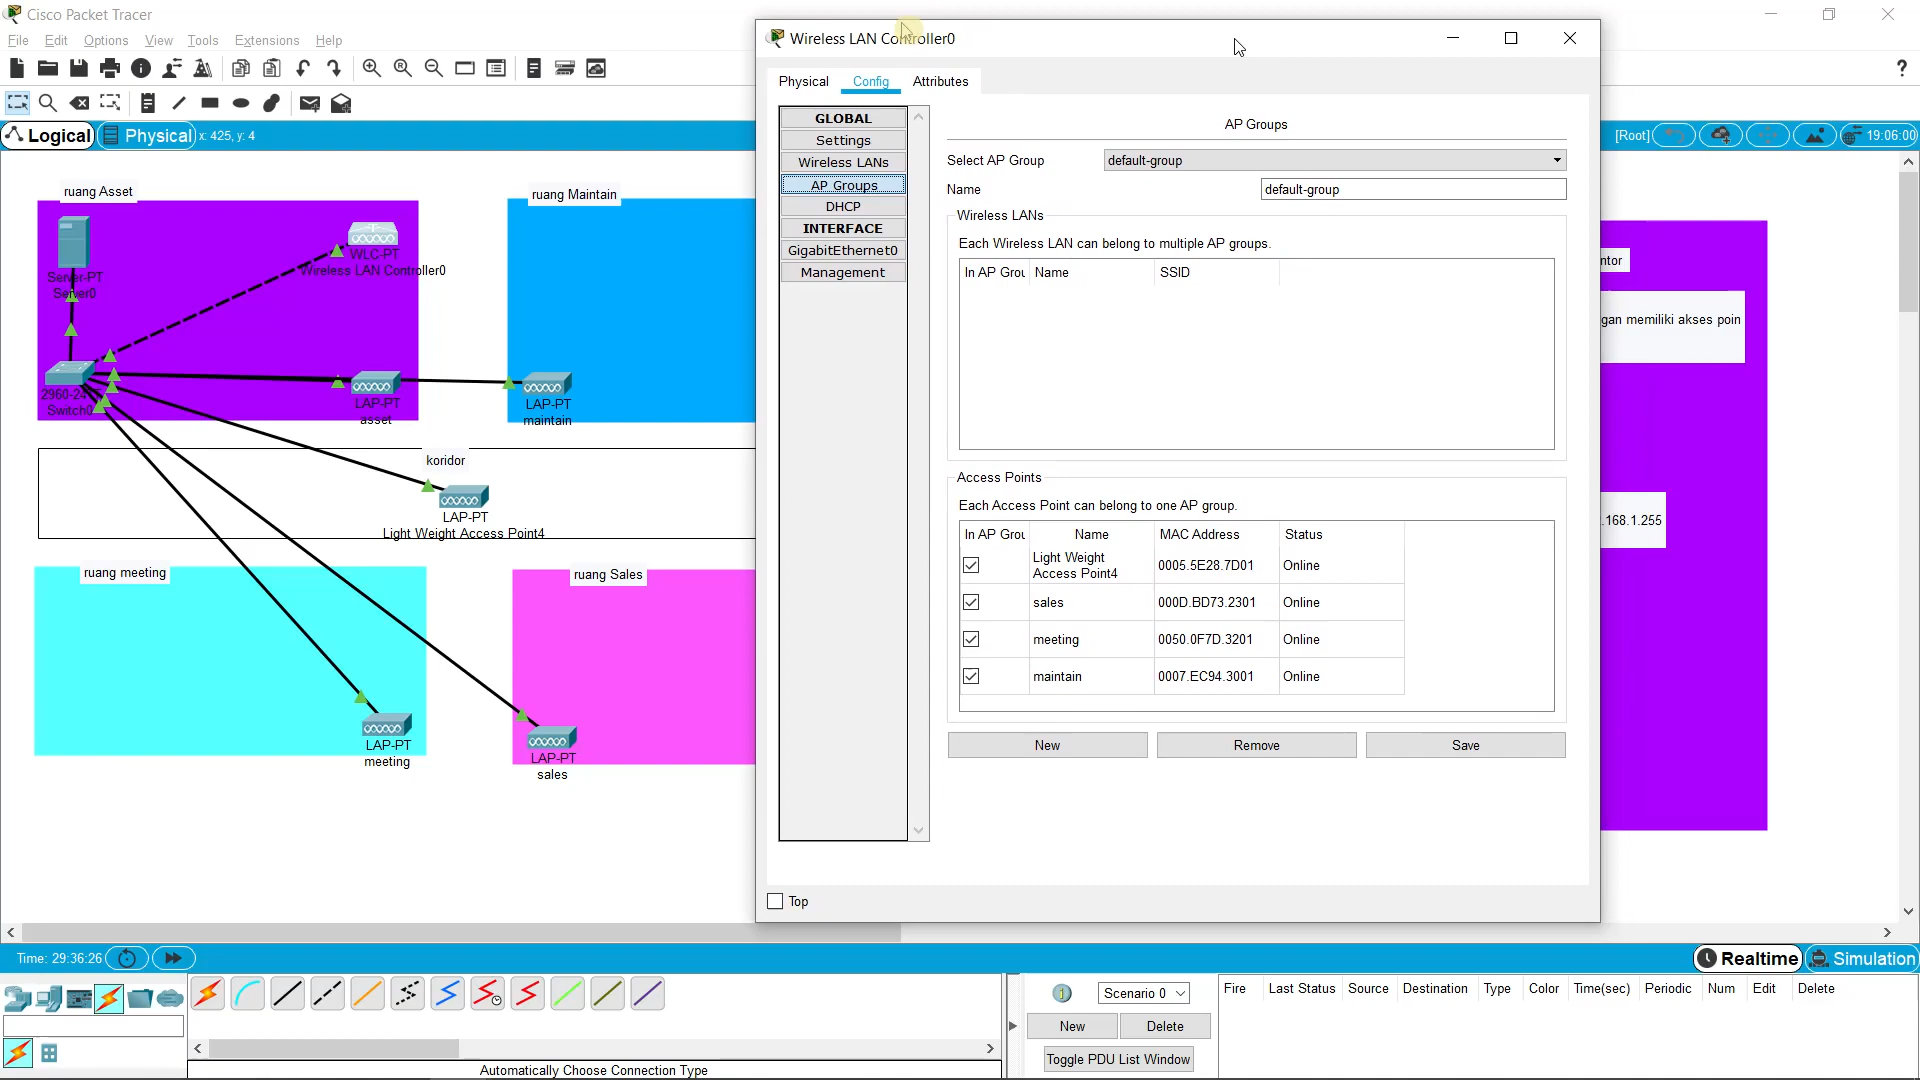 Cisco Packet Tracer
File Edit Options View Tools Extensions Help
Logical Physical x: 425, y: 4
[Root] 19:06:00
ruang Asset
Server-PT
Server0
WLC-PT
Wireless LAN Controller0
2960-24
Switch0
LAP-PT
asset
ruang Maintain
LAP-PT
maintain
koridor
LAP-PT
Light Weight Access Point4
ruang meeting
LAP-PT
meeting
ruang Sales
LAP-PT
sales
Wireless LAN Controller0
Physical Config Attributes
GLOBAL
Settings
Wireless LANs
AP Groups
DHCP
INTERFACE
GigabitEthernet0
Management
AP Groups
Select AP Group default-group
Name default-group
Wireless LANs
Each Wireless LAN can belong to multiple AP groups.
In AP Grou Name SSID
Access Points
Each Access Point can belong to one AP group.
In AP Grou Name MAC Address Status
Light Weight
Access Point4 0005.5E28.7D01 Online
sales 000D.BD73.2301 Online
meeting 0050.0F7D.3201 Online
maintain 0007.EC94.3001 Online
New Remove Save
Top
ntor
gan memiliki akses poin
.168.1.255
Time: 29:36:26
Realtime Simulation
Scenario 0
New Delete
Toggle PDU List Window
Fire Last Status Source Destination Type Color Time(sec) Periodic Num Edit Delete
Automatically Choose Connection Type